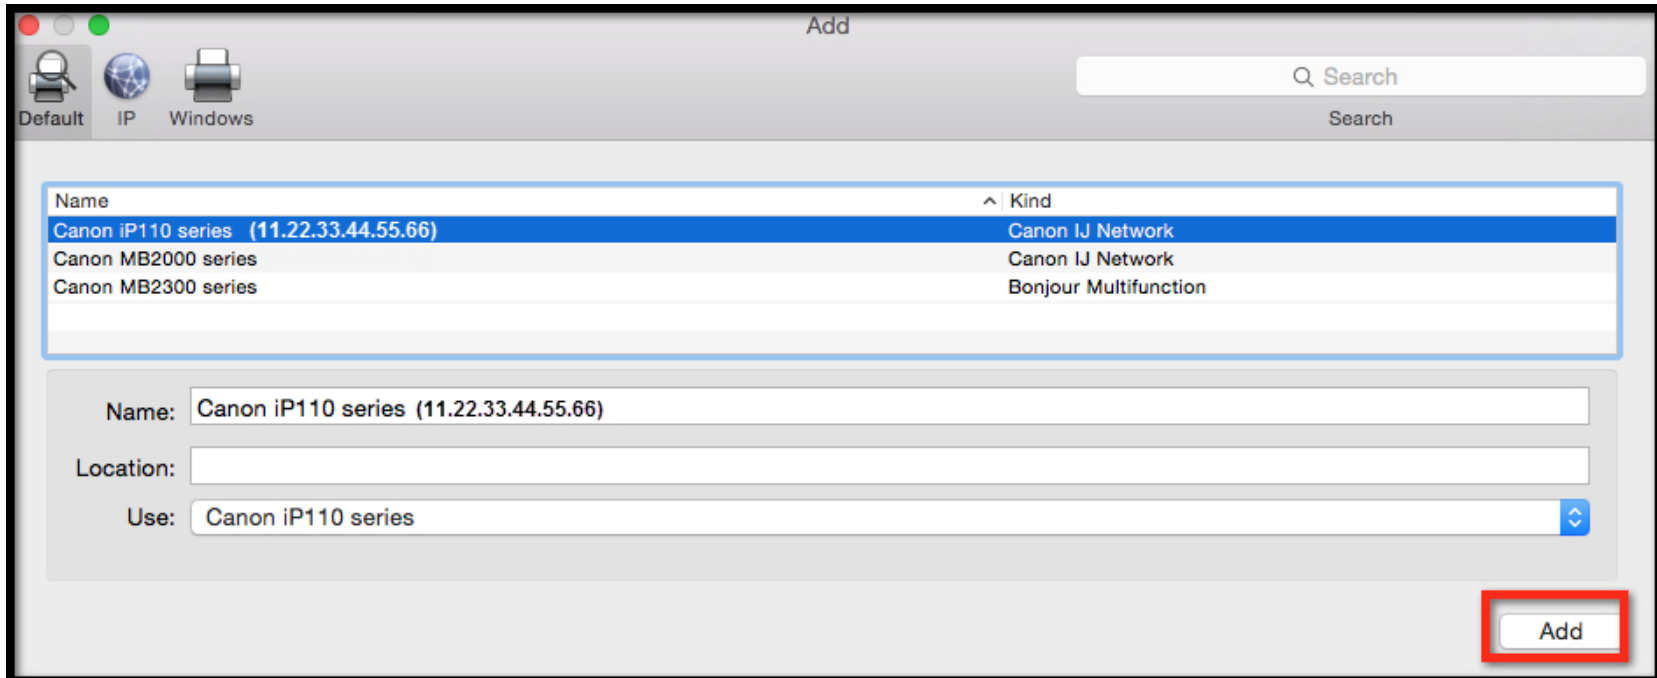 Add
Search
Default IP Windows
Search
Name Kind
Canon iP110 series (11.22.33.44.55.66) Canon IJ Network
Canon MB2000 series Canon IJ Network
Canon MB2300 series Bonjour Multifunction
Name: Canon iP110 series (11.22.33.44.55.66)
Location:
Use: Canon iP110 series
Add